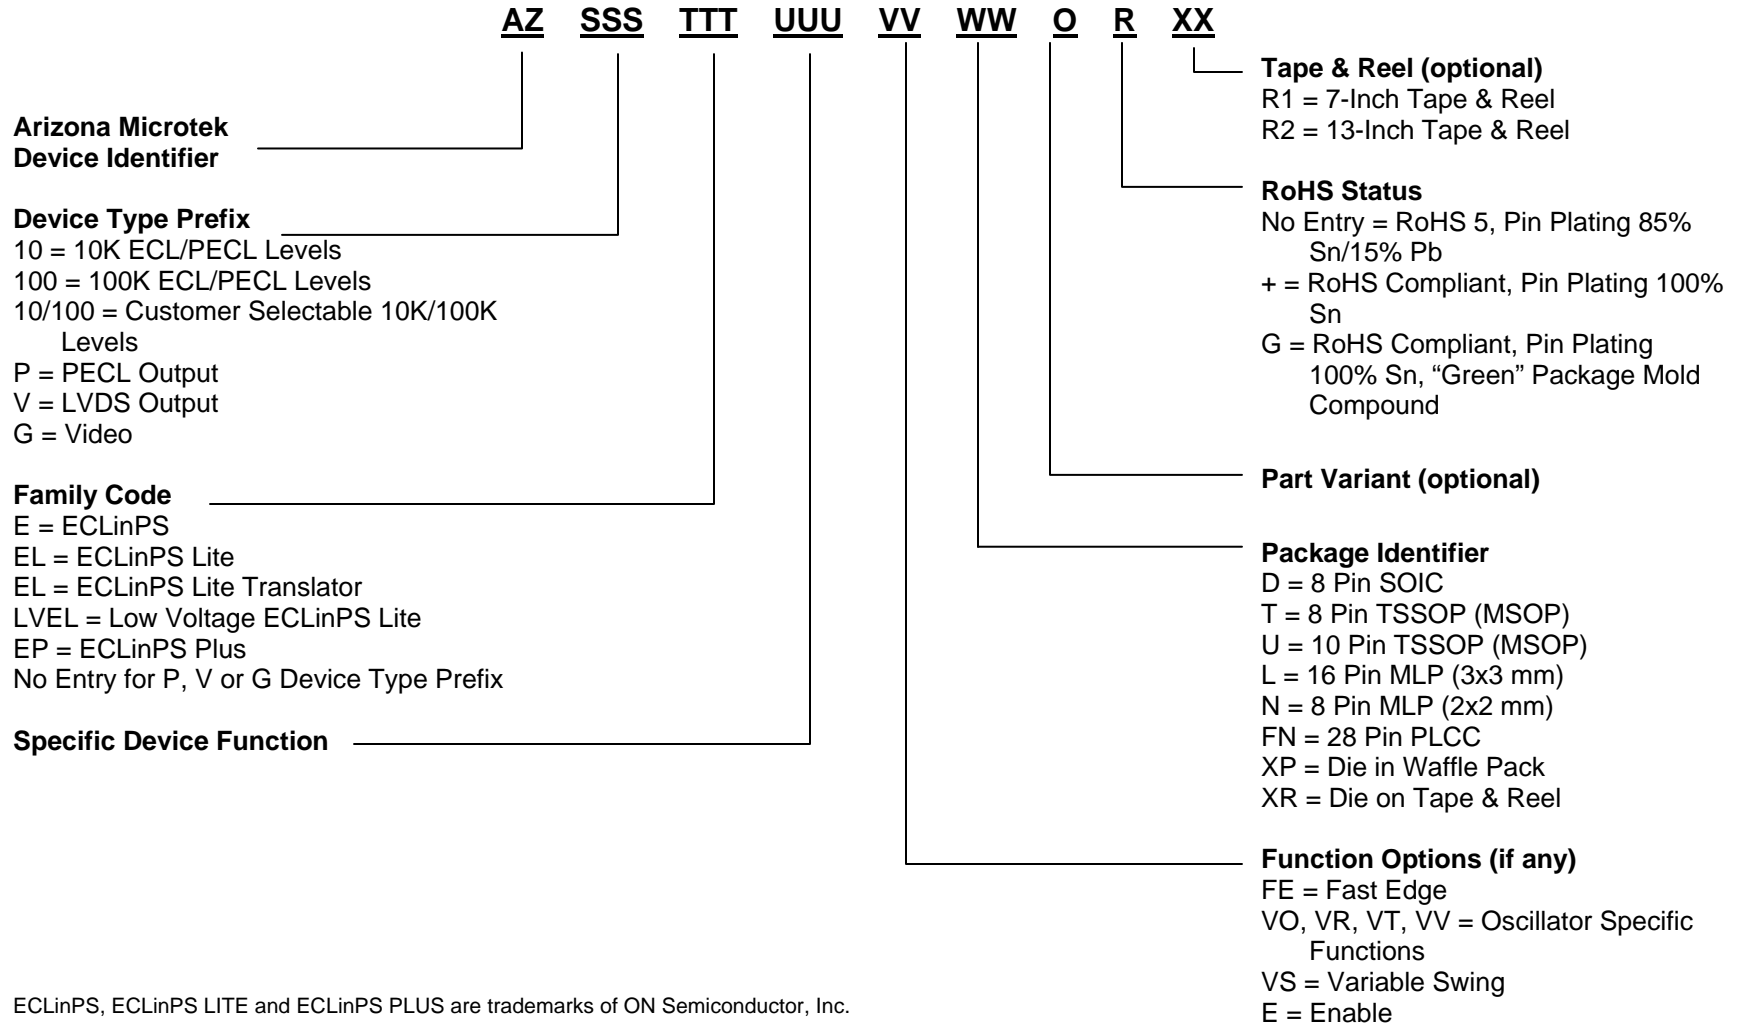 AZ SSS TTT UUU VV WW O R XX
Arizona Microtek
Device Identifier
Device Type Prefix
10 = 10K ECL/PECL Levels
100 = 100K ECL/PECL Levels
10/100 = Customer Selectable 10K/100K
Levels
P = PECL Output
V = LVDS Output
G = Video
Family Code
E = ECLinPS
EL = ECLinPS Lite
EL = ECLinPS Lite Translator
LVEL = Low Voltage ECLinPS Lite
EP = ECLinPS Plus
No Entry for P, V or G Device Type Prefix
Specific Device Function
Tape & Reel (optional)
R1 = 7-Inch Tape & Reel
R2 = 13-Inch Tape & Reel
RoHS Status
No Entry = RoHS 5, Pin Plating 85%
Sn/15% Pb
+ = RoHS Compliant, Pin Plating 100%
Sn
G = RoHS Compliant, Pin Plating
100% Sn, “Green” Package Mold
Compound
Part Variant (optional)
Package Identifier
D = 8 Pin SOIC
T = 8 Pin TSSOP (MSOP)
U = 10 Pin TSSOP (MSOP)
L = 16 Pin MLP (3x3 mm)
N = 8 Pin MLP (2x2 mm)
FN = 28 Pin PLCC
XP = Die in Waffle Pack
XR = Die on Tape & Reel
Function Options (if any)
FE = Fast Edge
VO, VR, VT, VV = Oscillator Specific
Functions
VS = Variable Swing
E = Enable
ECLinPS, ECLinPS LITE and ECLinPS PLUS are trademarks of ON Semiconductor, Inc.